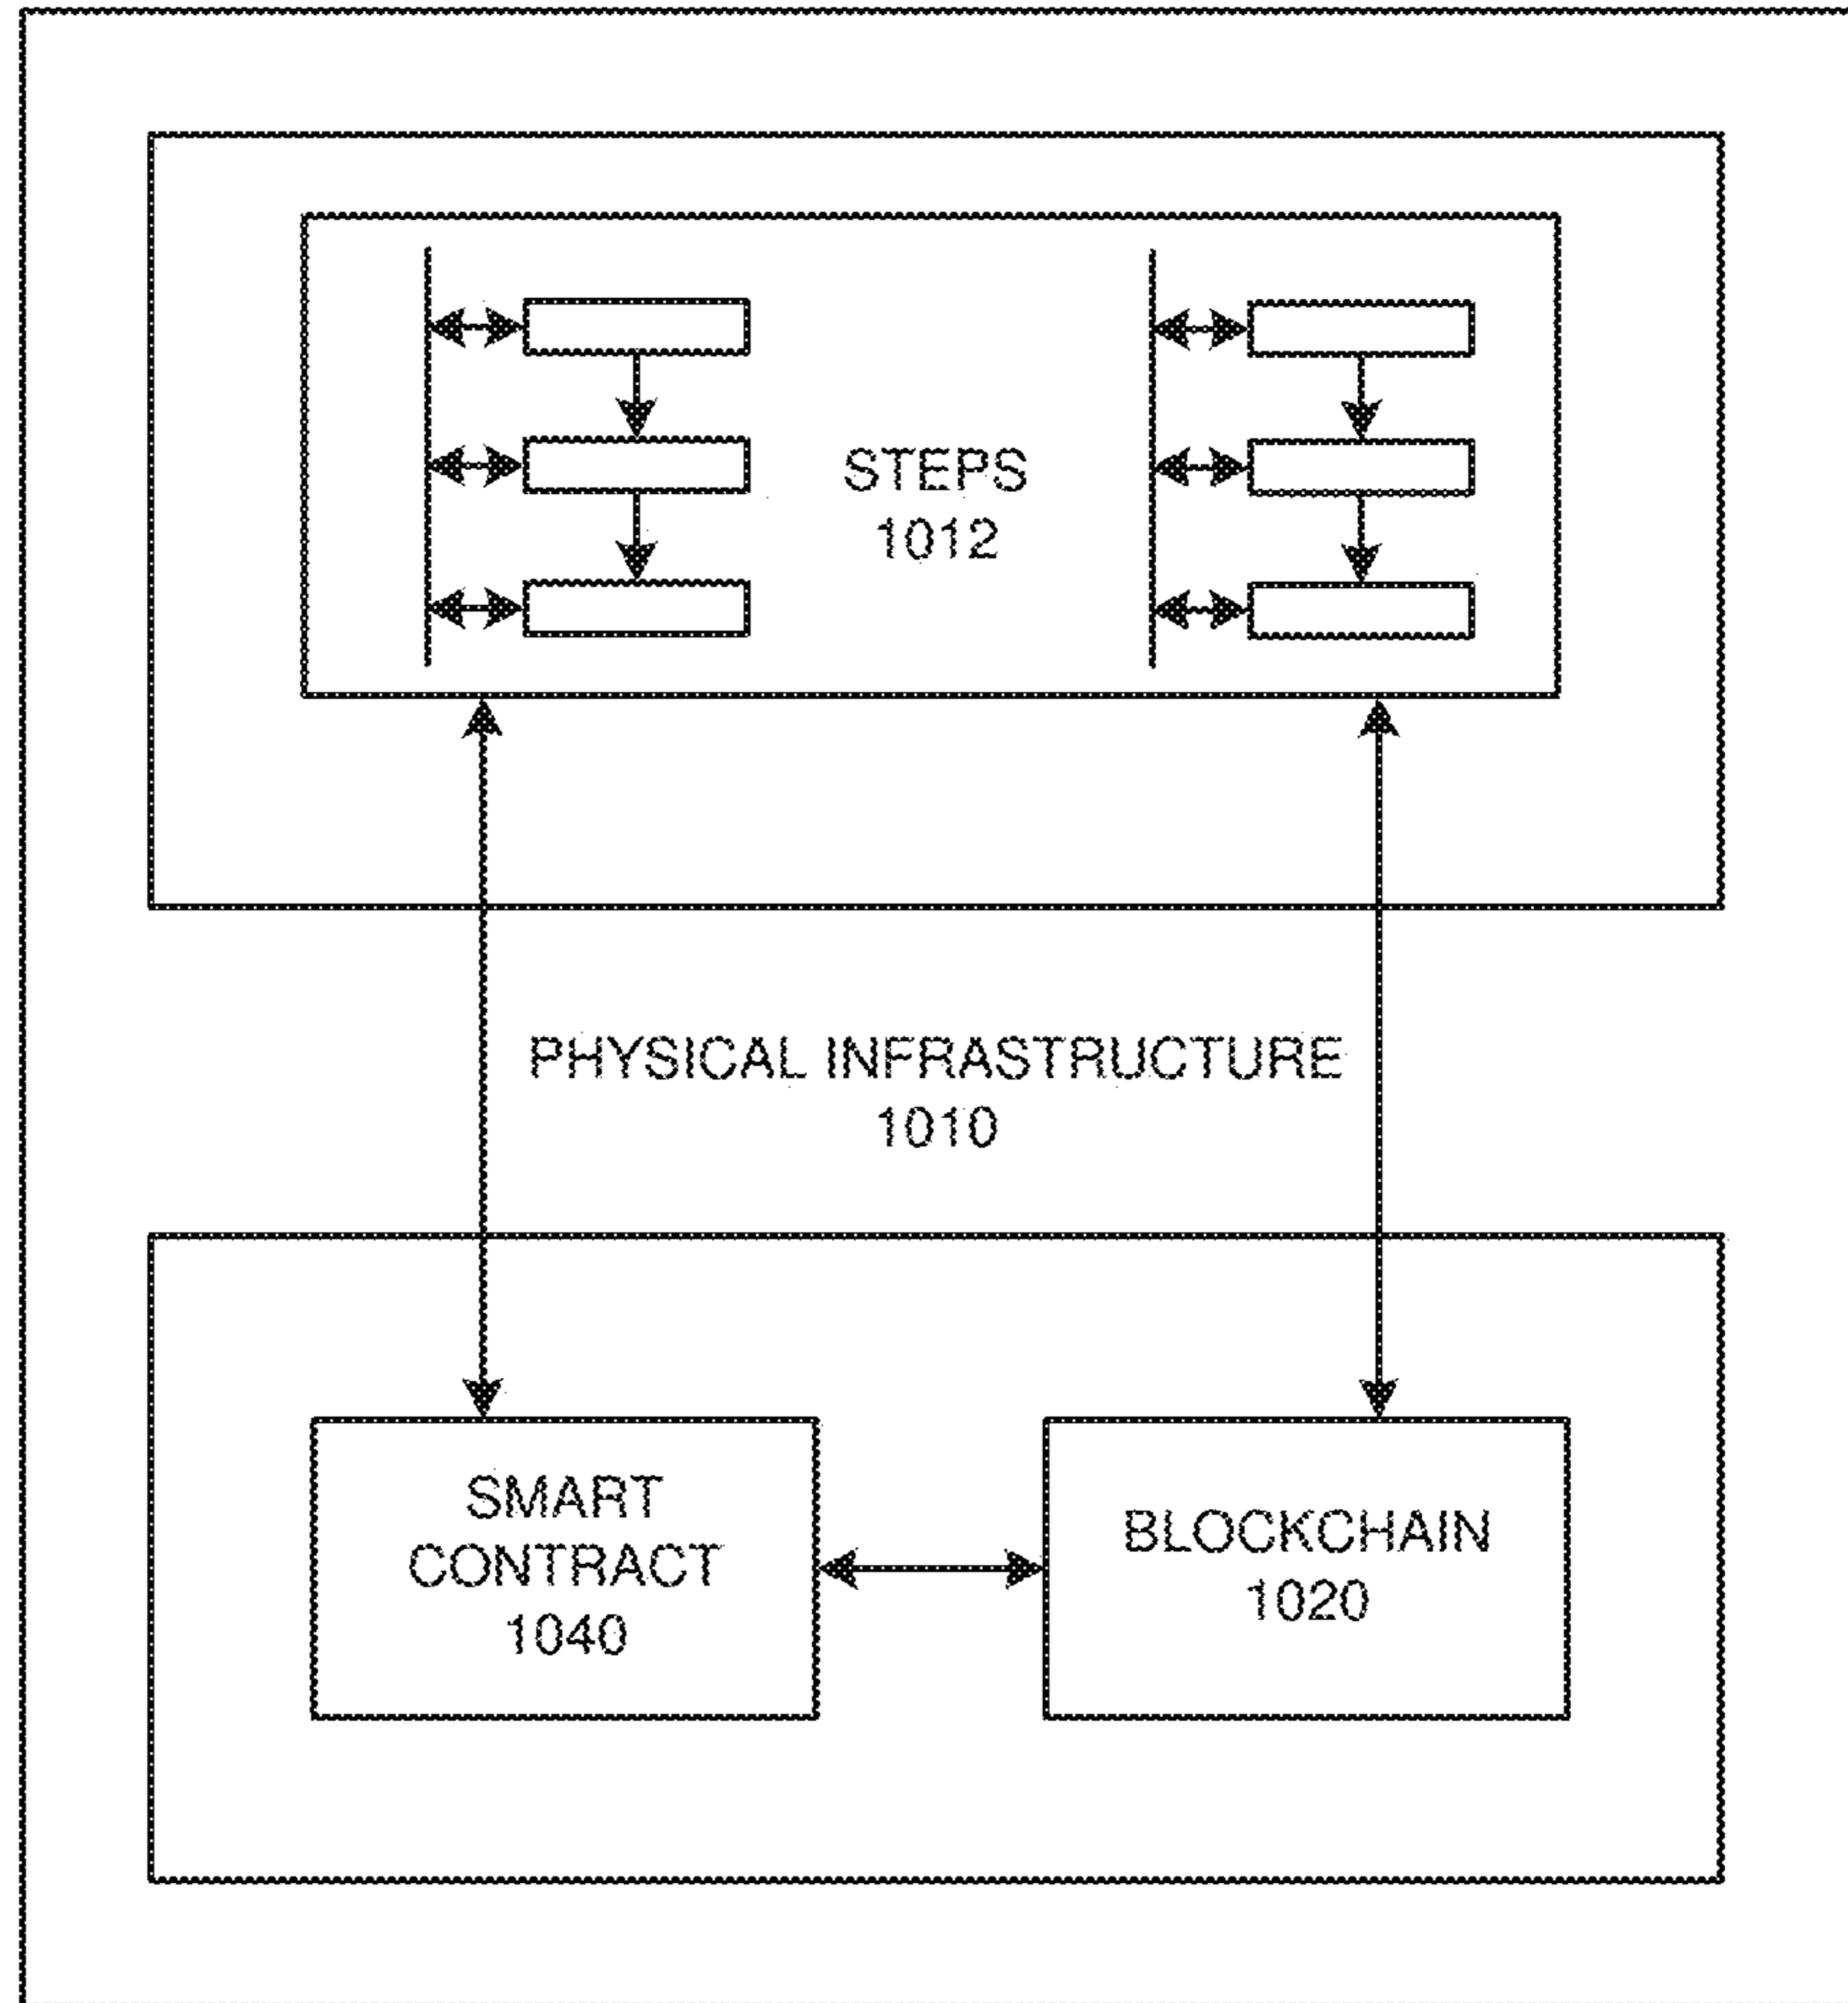 STEPS
1012
PHYSICAL INFRASTRUCTURE
1010
SMART
CONTRACT
1040
BLOCKCHAIN
1020